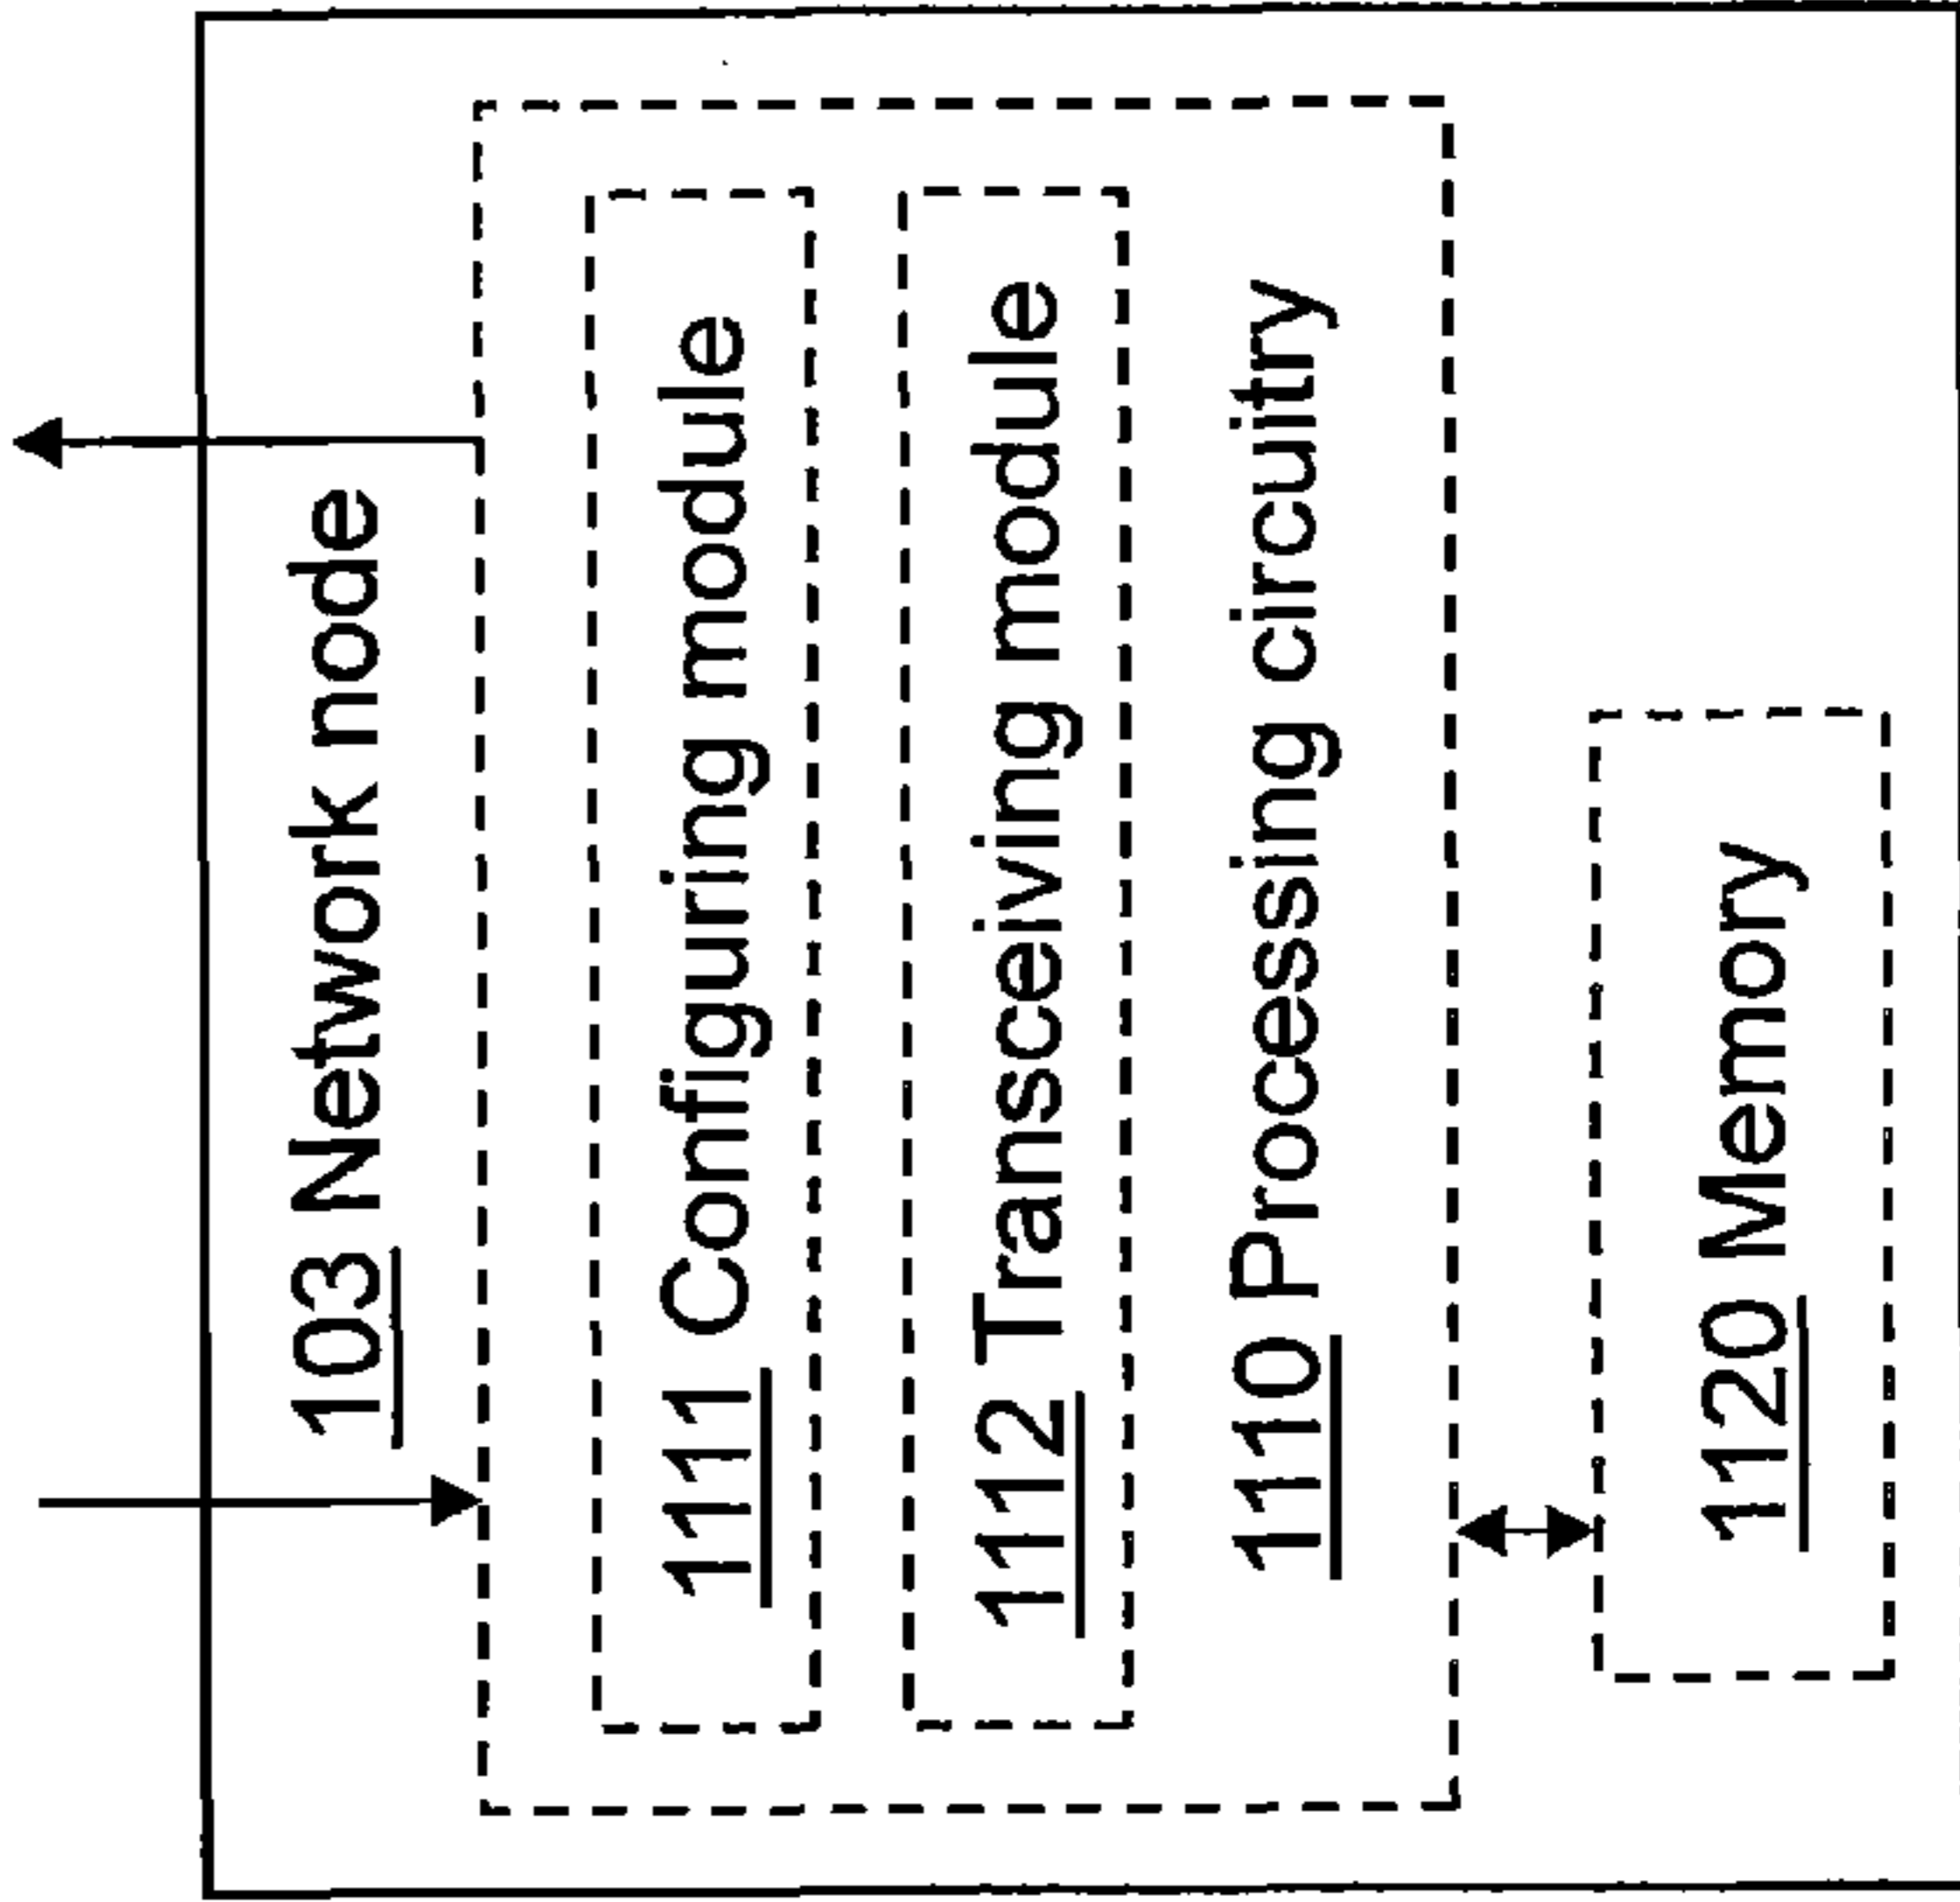 103 Network node
1111 Configuring module
1112 Transceiving module
1110 Processing circuitry
1120 Memory